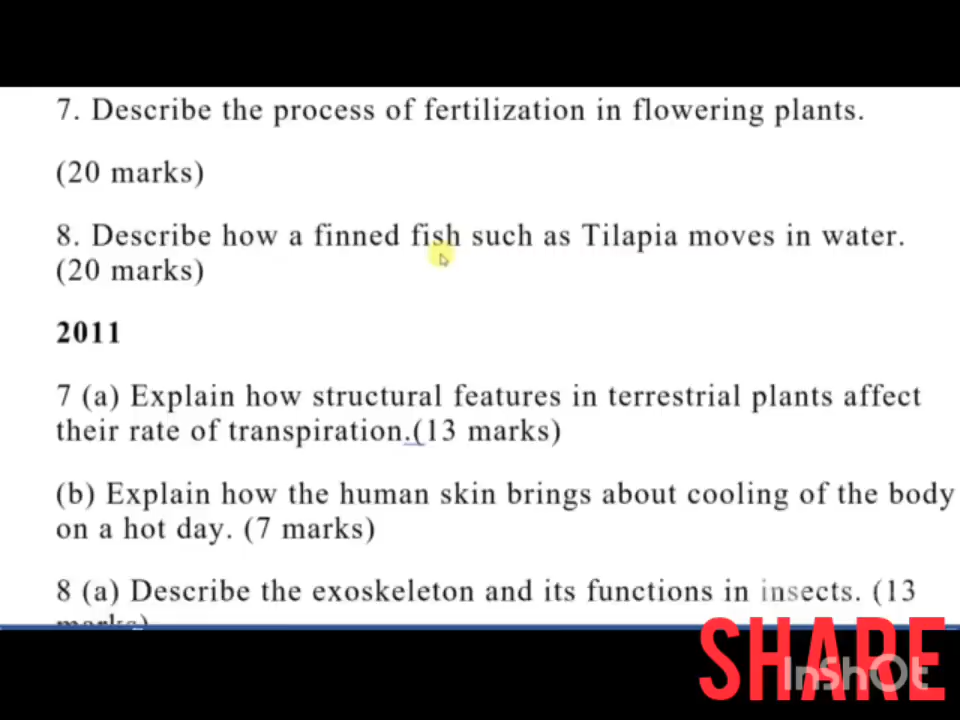 7. Describe the process of fertilization in flowering plants.
(20 marks)
8. Describe how a finned fish such as Tilapia moves in water.
(20 marks)
2011
7 (a) Explain how structural features in terrestrial plants affect
their rate of transpiration.(13 marks)
(b) Explain how the human skin brings about cooling of the body
on a hot day. (7 marks)
8 (a) Describe the exoskeleton and its functions in insects. (13
marks)
SHARE
InShOt